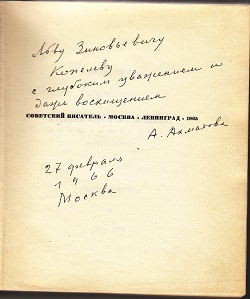 Льву Зиновьевичу
Копелеву
с глубоким уважением и
даже восхищением
СОВЕТСКИЙ ПИСАТЕЛЬ • МОСКВА • ЛЕНИНГРАД • 1965
А. Ахматова
27 февраля
1966
Москва